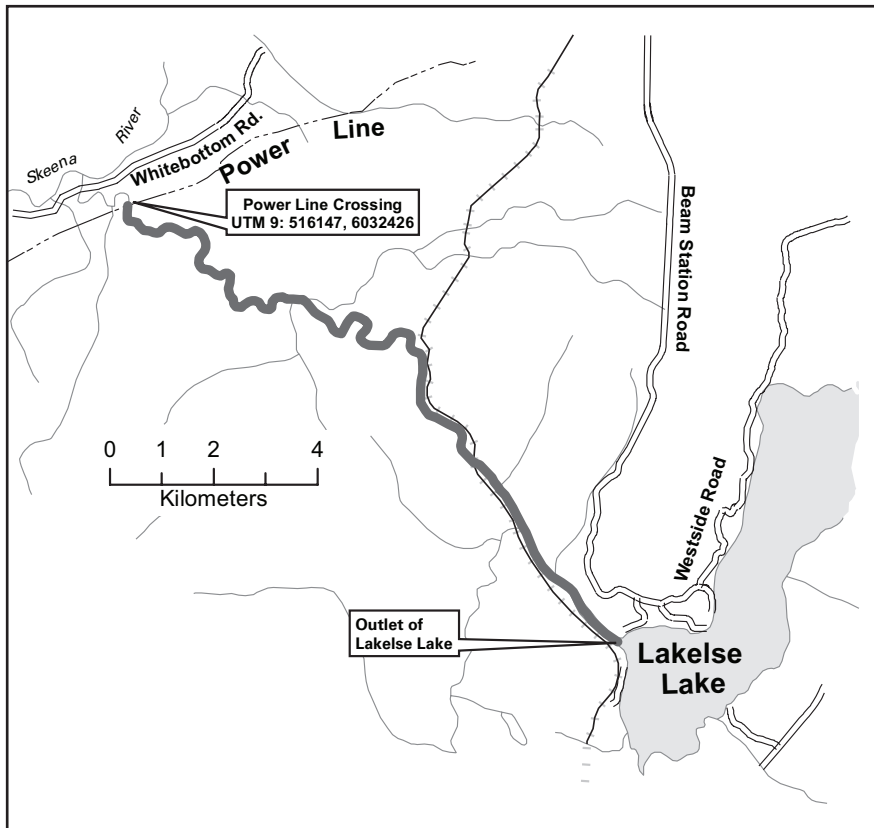 Skeena
River
Whitebottom Rd.
Power
Line
Power Line Crossing
UTM 9: 516147, 6032426
Beam Station Road
0 1 2 4
Kilometers
Westside Road
Outlet of
Lakelse Lake
Lakelse
Lake